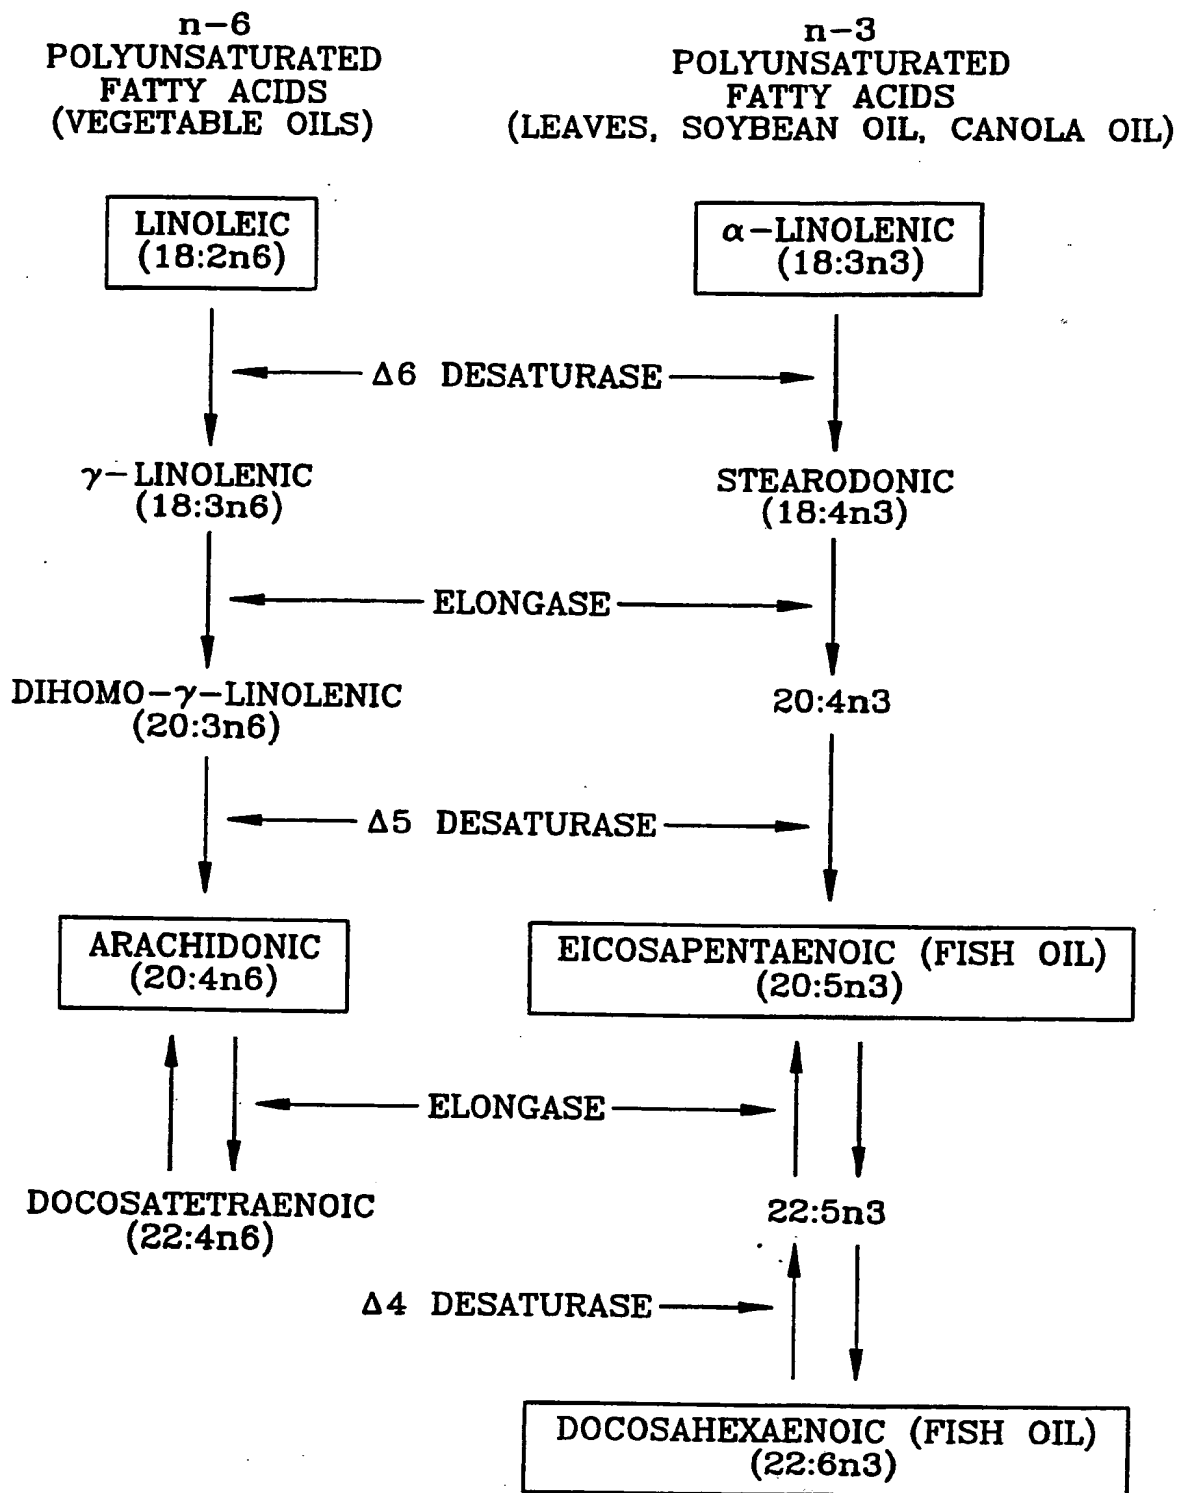 n-6
POLYUNSATURATED
FATTY ACIDS
(VEGETABLE OILS)
n-3
POLYUNSATURATED
FATTY ACIDS
(LEAVES, SOYBEAN OIL, CANOLA OIL)
LINOLEIC
(18:2n6)
α-LINOLENIC
(18:3n3)
Δ6 DESATURASE
γ-LINOLENIC
(18:3n6)
STEARODONIC
(18:4n3)
ELONGASE
DIHOMO-γ-LINOLENIC
(20:3n6)
20:4n3
Δ5 DESATURASE
ARACHIDONIC
(20:4n6)
EICOSAPENTAENOIC (FISH OIL)
(20:5n3)
ELONGASE
DOCOSATETRAENOIC
(22:4n6)
22:5n3
Δ4 DESATURASE
DOCOSAHEXAENOIC (FISH OIL)
(22:6n3)